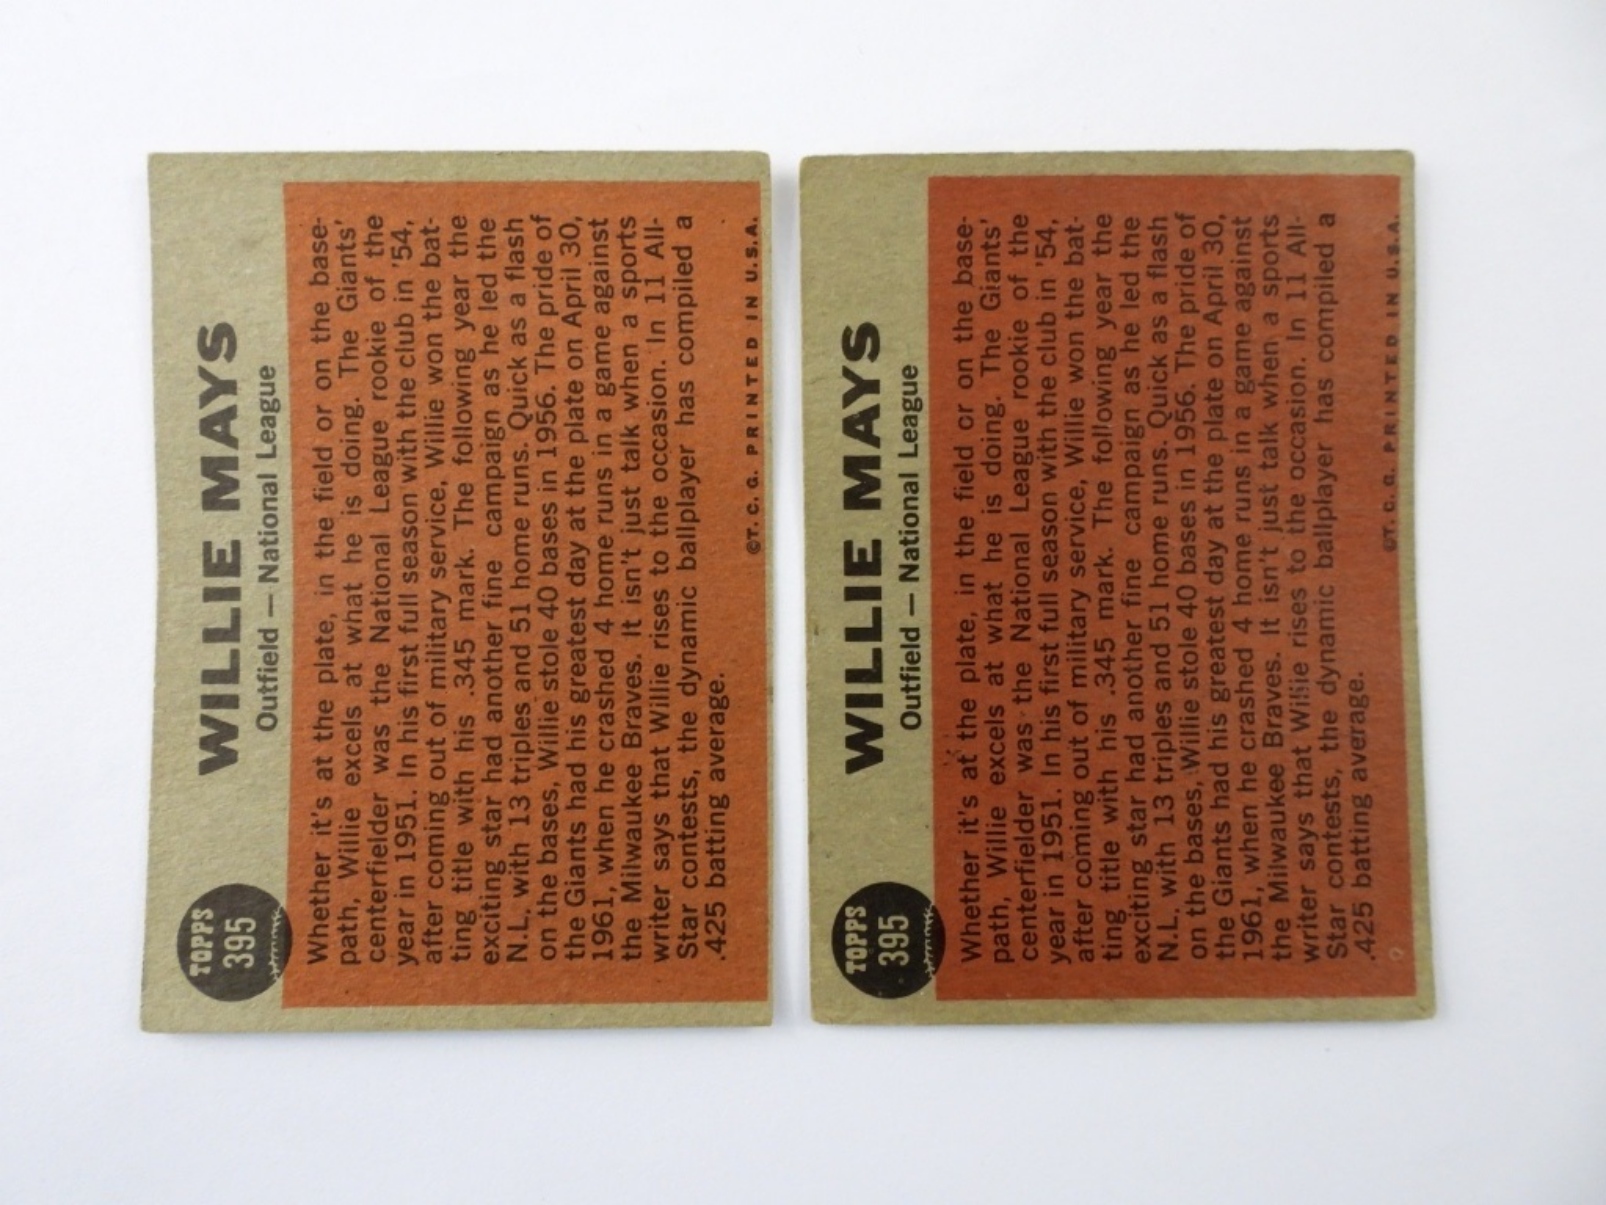 TOPPS
395
WILLIE MAYS
Outfield — National League
Whether it's at the plate, in the field or on the base-
path, Willie excels at what he is doing. The Giants'
centerfielder was the National League rookie of the
year in 1951. In his first full season with the club in '54,
after coming out of military service, Willie won the bat-
ting title with his .345 mark. The following year the
exciting star had another fine campaign as he led the
N.L. with 13 triples and 51 home runs. Quick as a flash
on the bases, Willie stole 40 bases in 1956. The pride of
the Giants had his greatest day at the plate on April 30,
1961, when he crashed 4 home runs in a game against
the Milwaukee Braves. It isn't just talk when a sports
writer says that Willie rises to the occasion. In 11 All-
Star contests, the dynamic ballplayer has compiled a
.425 batting average.
©T. C. G. PRINTED IN U.S.A.
TOPPS
395
WILLIE MAYS
Outfield — National League
Whether it's at the plate, in the field or on the base-
path, Willie excels at what he is doing. The Giants'
centerfielder was the National League rookie of the
year in 1951. In his first full season with the club in '54,
after coming out of military service, Willie won the bat-
ting title with his .345 mark. The following year the
exciting star had another fine campaign as he led the
N.L. with 13 triples and 51 home runs. Quick as a flash
on the bases, Willie stole 40 bases in 1956. The pride of
the Giants had his greatest day at the plate on April 30,
1961, when he crashed 4 home runs in a game against
the Milwaukee Braves. It isn't just talk when a sports
writer says that Willie rises to the occasion. In 11 All-
Star contests, the dynamic ballplayer has compiled a
.425 batting average.
©T. C. G. PRINTED IN U.S.A.